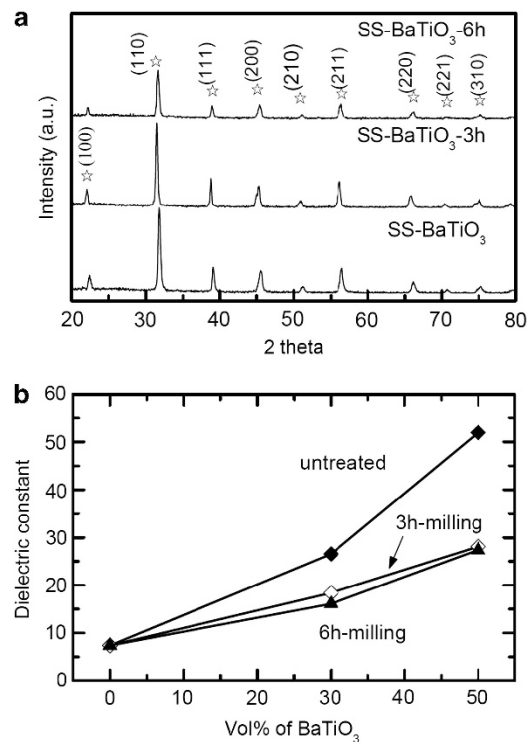 a
SS-BaTiO3-6h
(110)
(111)
(200)
(210)
(211)
(220)
(221)
(310)
SS-BaTiO3-3h
(100)
SS-BaTiO3
Intensity (a.u.)
20 30 40 50 60 70 80
2 theta
b
60
50
40
30
20
10
0
Dielectric constant
untreated
3h-milling
6h-milling
0 10 20 30 40 50
Vol% of BaTiO3